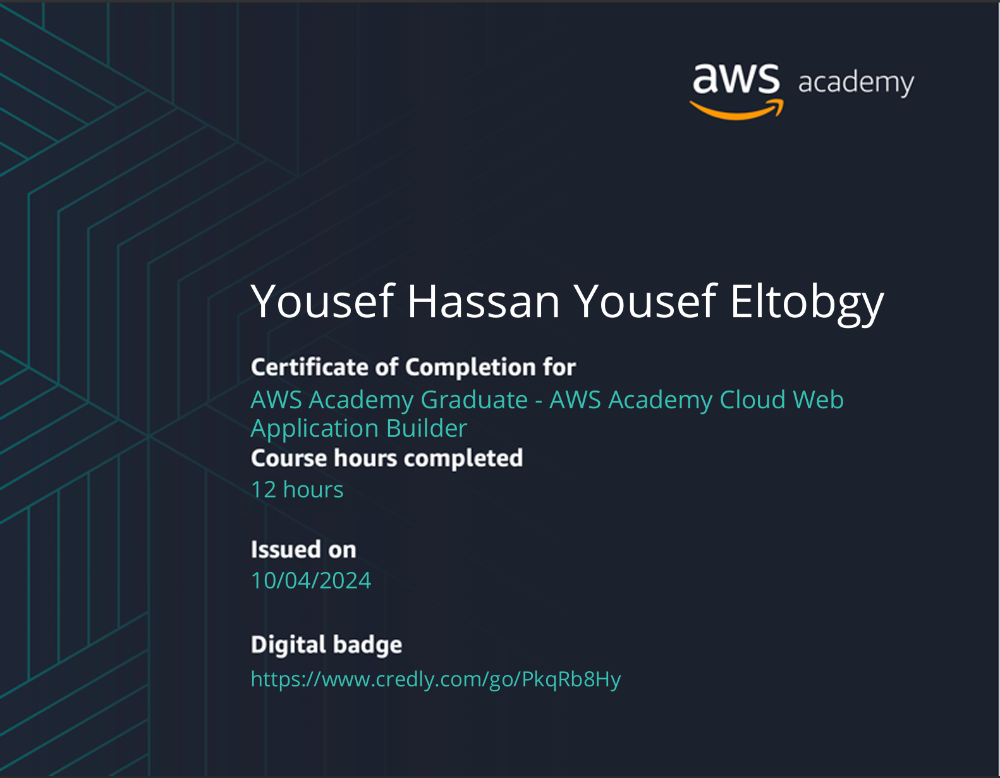 aws academy
Yousef Hassan Yousef Eltobgy
Certificate of Completion for
AWS Academy Graduate - AWS Academy Cloud Web
Application Builder
Course hours completed
12 hours
Issued on
10/04/2024
Digital badge
https://www.credly.com/go/PkqRb8Hy